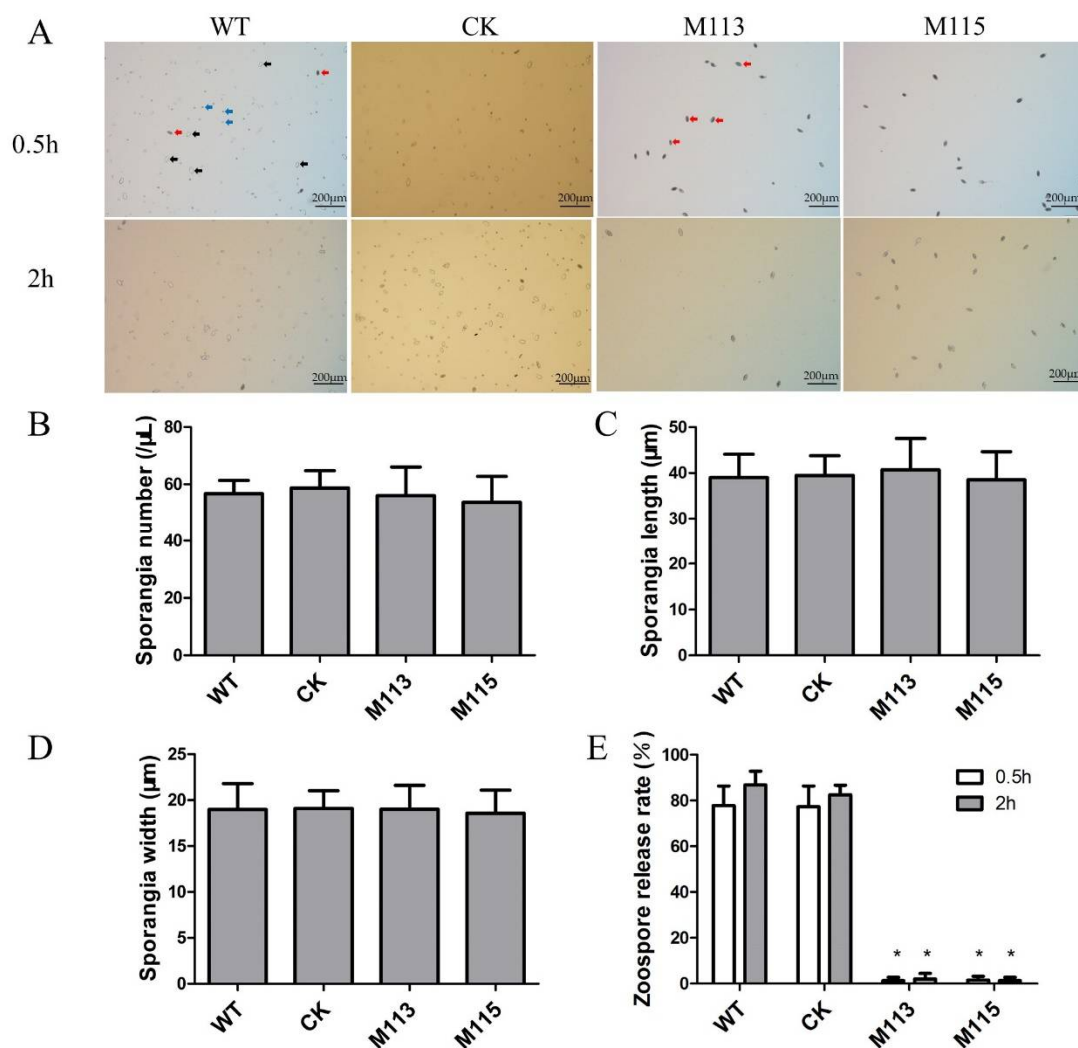 A
WT CK M113 M115
0.5h
200μm 200μm 200μm 200μm
2h
200μm 200μm 200μm 200μm
B
Sporangia number (/μL)
80
60
40
20
0
WT CK M113 M115
C
Sporangia length (μm)
50
40
30
20
10
0
WT CK M113 M115
D
Sporangia width (μm)
25
20
15
10
5
0
WT CK M113 M115
E
Zoospore release rate (%)
100
80
60
40
20
0
0.5h
2h
* * * *
WT CK M113 M115